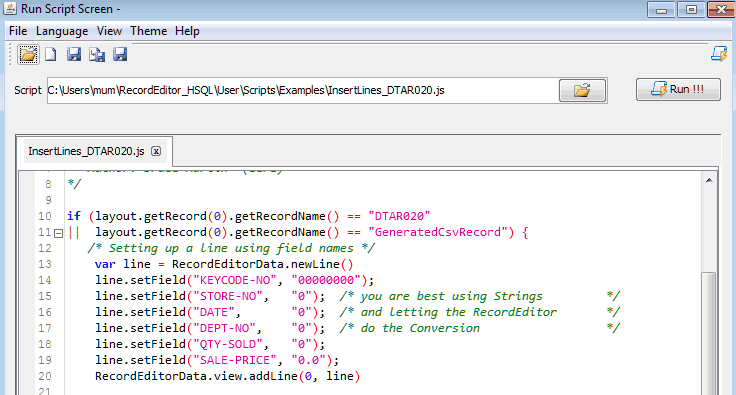 Run Script Screen -
File Language View Theme Help
Script C:\Users\mum\RecordEditor_HSQL\User\Scripts\Examples\InsertLines_DTAR020.js Run !!!
InsertLines_DTAR020.js
8 */
9
10 if (layout.getRecord(0).getRecordName() == "DTAR020"
11 || layout.getRecord(0).getRecordName() == "GeneratedCsvRecord") {
12 /* Setting up a line using field names */
13 var line = RecordEditorData.newLine()
14 line.setField("KEYCODE-NO", "00000000");
15 line.setField("STORE-NO", "0"); /* you are best using Strings */
16 line.setField("DATE", "0"); /* and letting the RecordEditor */
17 line.setField("DEPT-NO", "0"); /* do the Conversion */
18 line.setField("QTY-SOLD", "0");
19 line.setField("SALE-PRICE", "0.0");
20 RecordEditorData.view.addLine(0, line)